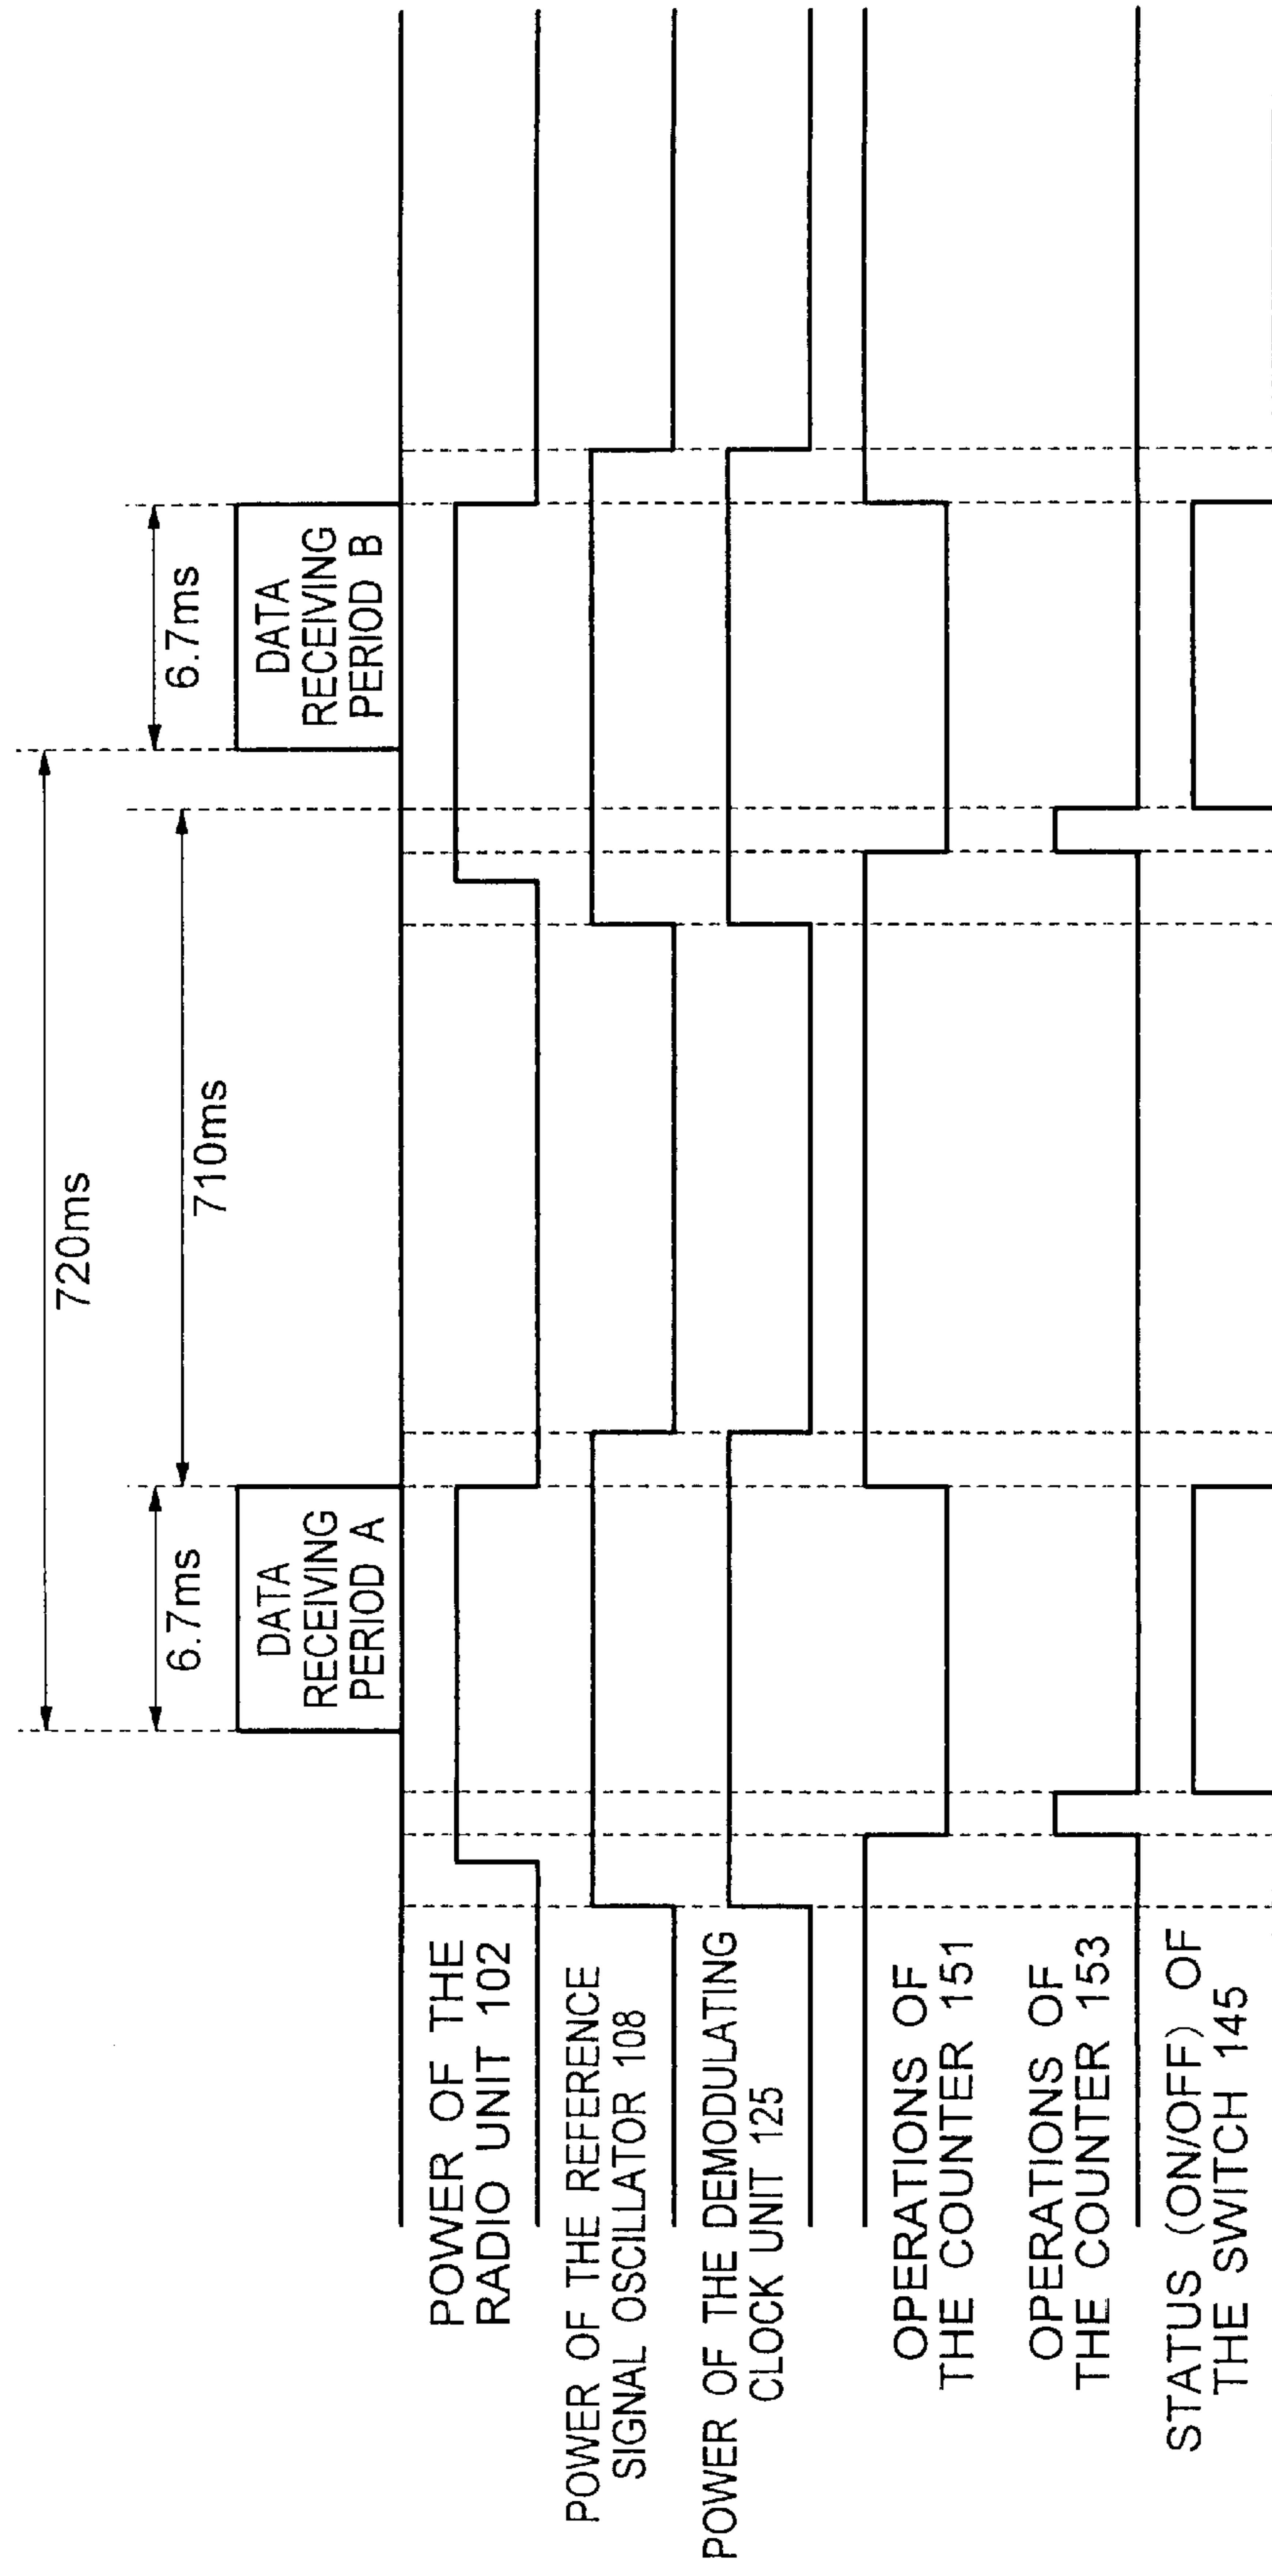 720ms
710ms
6.7ms
6.7ms
DATA
RECEIVING
PERIOD A
DATA
RECEIVING
PERIOD B
POWER OF THE
RADIO UNIT 102
POWER OF THE REFERENCE
SIGNAL OSCILLATOR 108
POWER OF THE DEMODULATING
CLOCK UNIT 125
OPERATIONS OF
THE COUNTER 151
OPERATIONS OF
THE COUNTER 153
STATUS (ON/OFF) OF
THE SWITCH 145